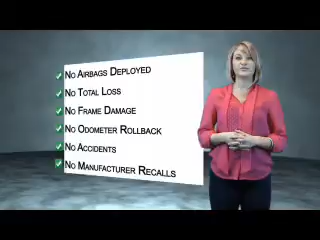 No Airbags Deployed
No Total Loss
No Frame Damage
No Odometer Rollback
No Accidents
No Manufacturer Recalls